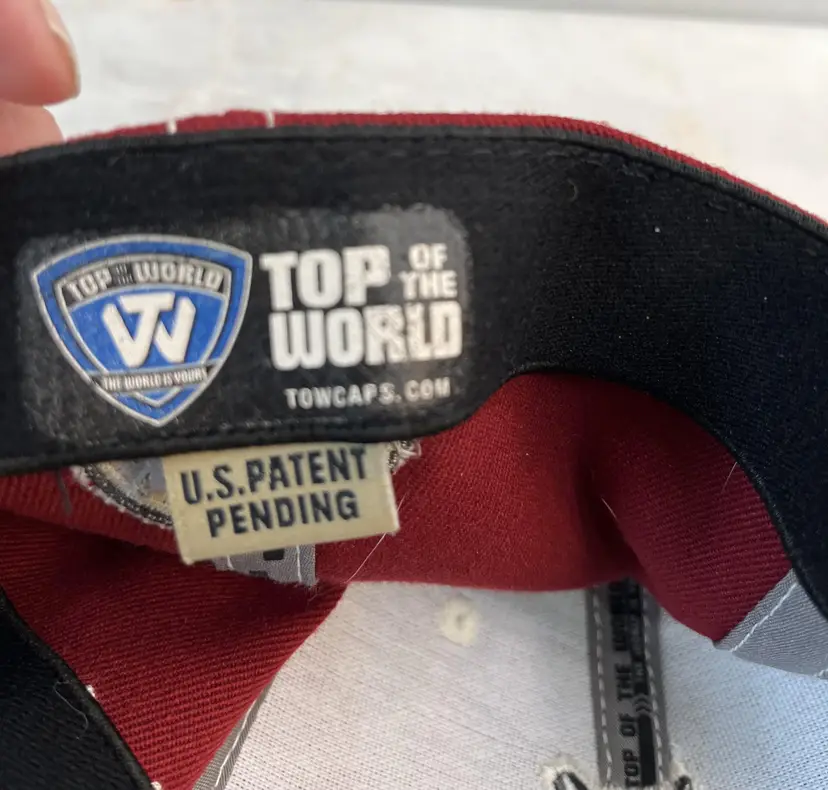 TOP OF THE WORLD
TW
THE WORLD IS YOURS
TOP OF THE
WORLD
TOWCAPS.COM
U.S. PATENT
PENDING
TOP OF THE WORLD